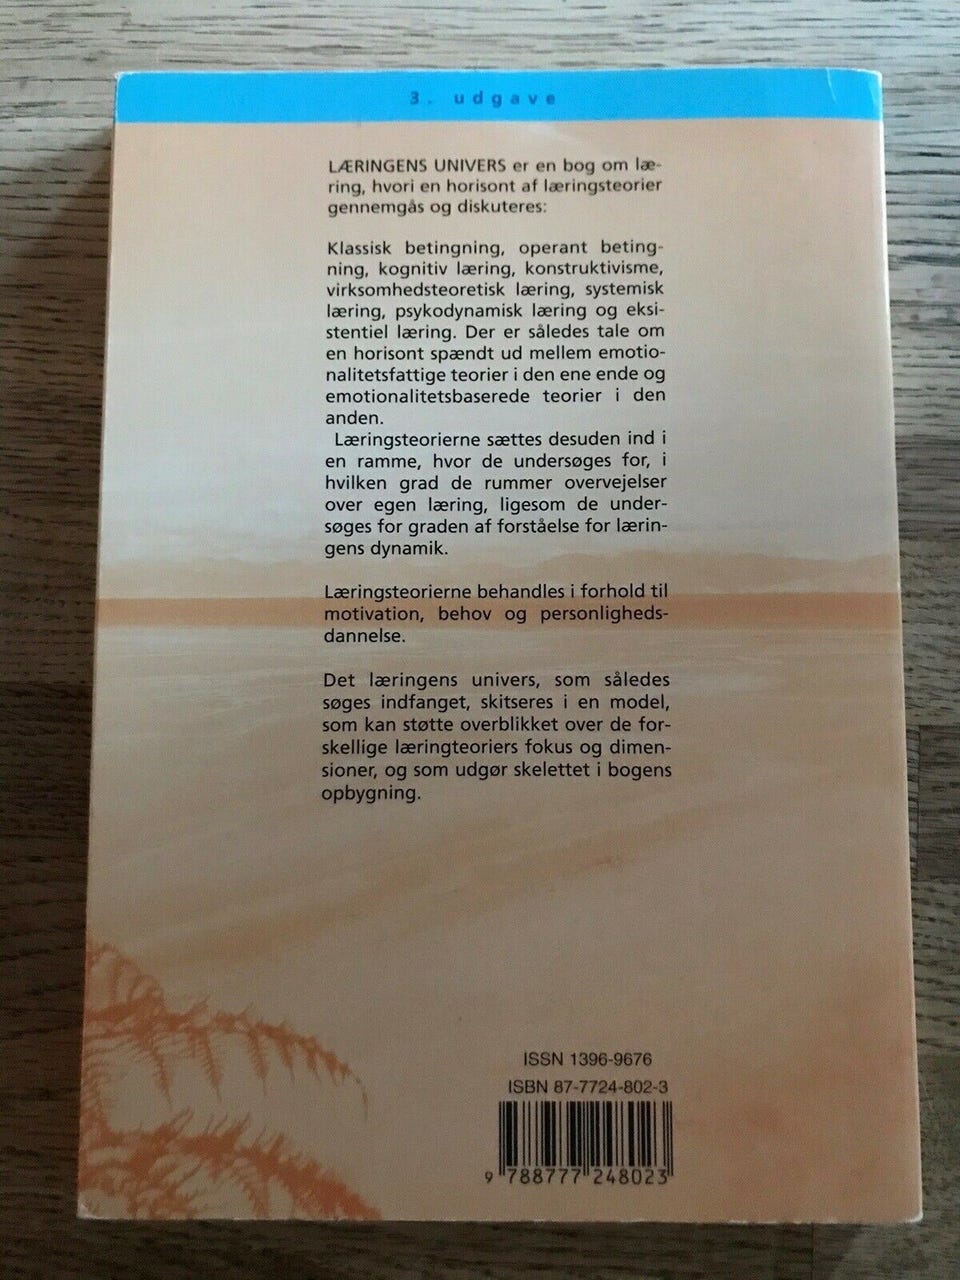 3. udgave
LÆRINGENS UNIVERS er en bog om læ-
ring, hvori en horisont af læringsteorier
gennemgås og diskuteres:
Klassisk betingning, operant beting-
ning, kognitiv læring, konstruktivisme,
virksomhedsteoretisk læring, systemisk
læring, psykodynamisk læring og eksi-
stentiel læring. Der er således tale om
en horisont spændt ud mellem emotio-
nalitetsfattige teorier i den ene ende og
emotionalitetsbaserede teorier i den
anden.
Læringsteorierne sættes desuden ind i
en ramme, hvor de undersøges for, i
hvilken grad de rummer overvejelser
over egen læring, ligesom de under-
søges for graden af forståelse for lærin-
gens dynamik.
Læringsteorierne behandles i forhold til
motivation, behov og personligheds-
dannelse.
Det læringens univers, som således
søges indfanget, skitseres i en model,
som kan støtte overblikket over de for-
skellige læringteoriers fokus og dimen-
sioner, og som udgør skelettet i bogens
opbygning.
ISSN 1396-9676
ISBN 87-7724-802-3
9 788777 248023